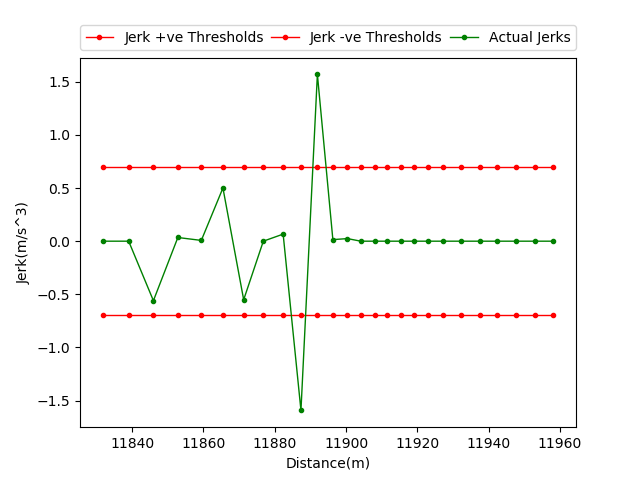 Jerk +ve Thresholds Jerk -ve Thresholds Actual Jerks
1.5
1.0
0.5
0.0
−0.5
−1.0
−1.5
Jerk(m/s^3)
11840 11860 11880 11900 11920 11940 11960
Distance(m)